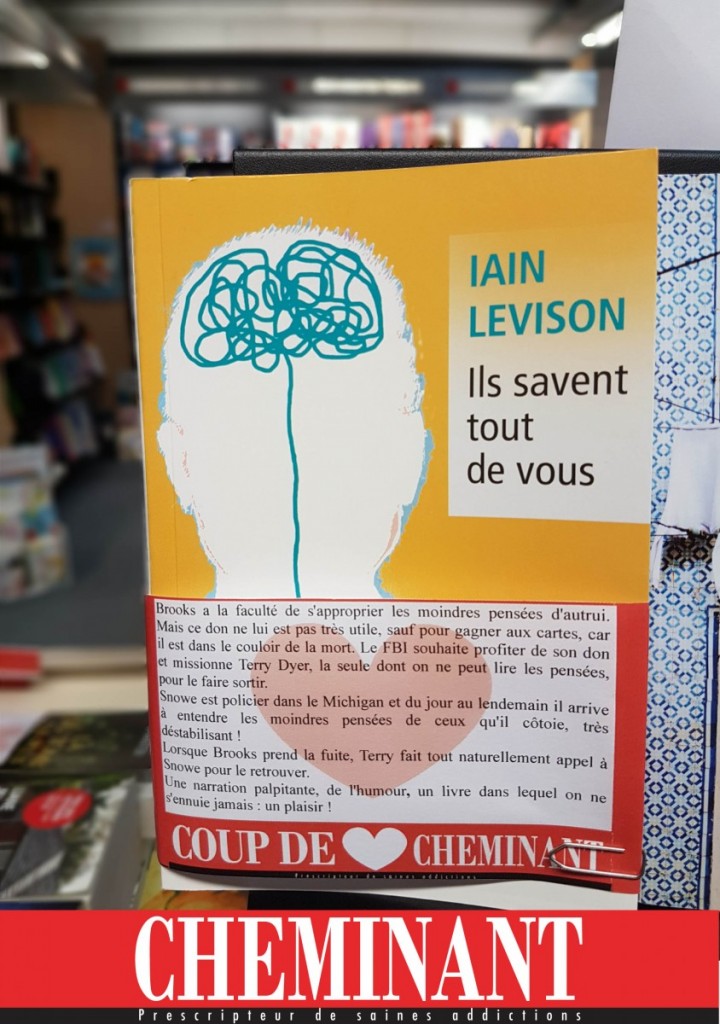 IAIN
LEVISON
Ils savent
tout
de vous
Brooks a la faculté de s'approprier les moindres pensées d'autrui.
Mais ce don ne lui est pas très utile, sauf pour gagner aux cartes, car
il est dans le couloir de la mort. Le FBI souhaite profiter de son don
et missionne Terry Dyer, la seule dont on ne peut lire les pensées,
pour le faire sortir.
Snowe est policier dans le Michigan et du jour au lendemain il arrive
à entendre les moindres pensées de ceux qu'il côtoie, très
déstabilisant !
Lorsque Brooks prend la fuite, Terry fait tout naturellement appel à
Snowe pour le retrouver.
Une narration palpitante, de l'humour, un livre dans lequel on ne
s'ennuie jamais : un plaisir !
COUP DE CHEMINANT
Prescripteur de saines addictions
CHEMINANT
Prescripteur de saines addictions